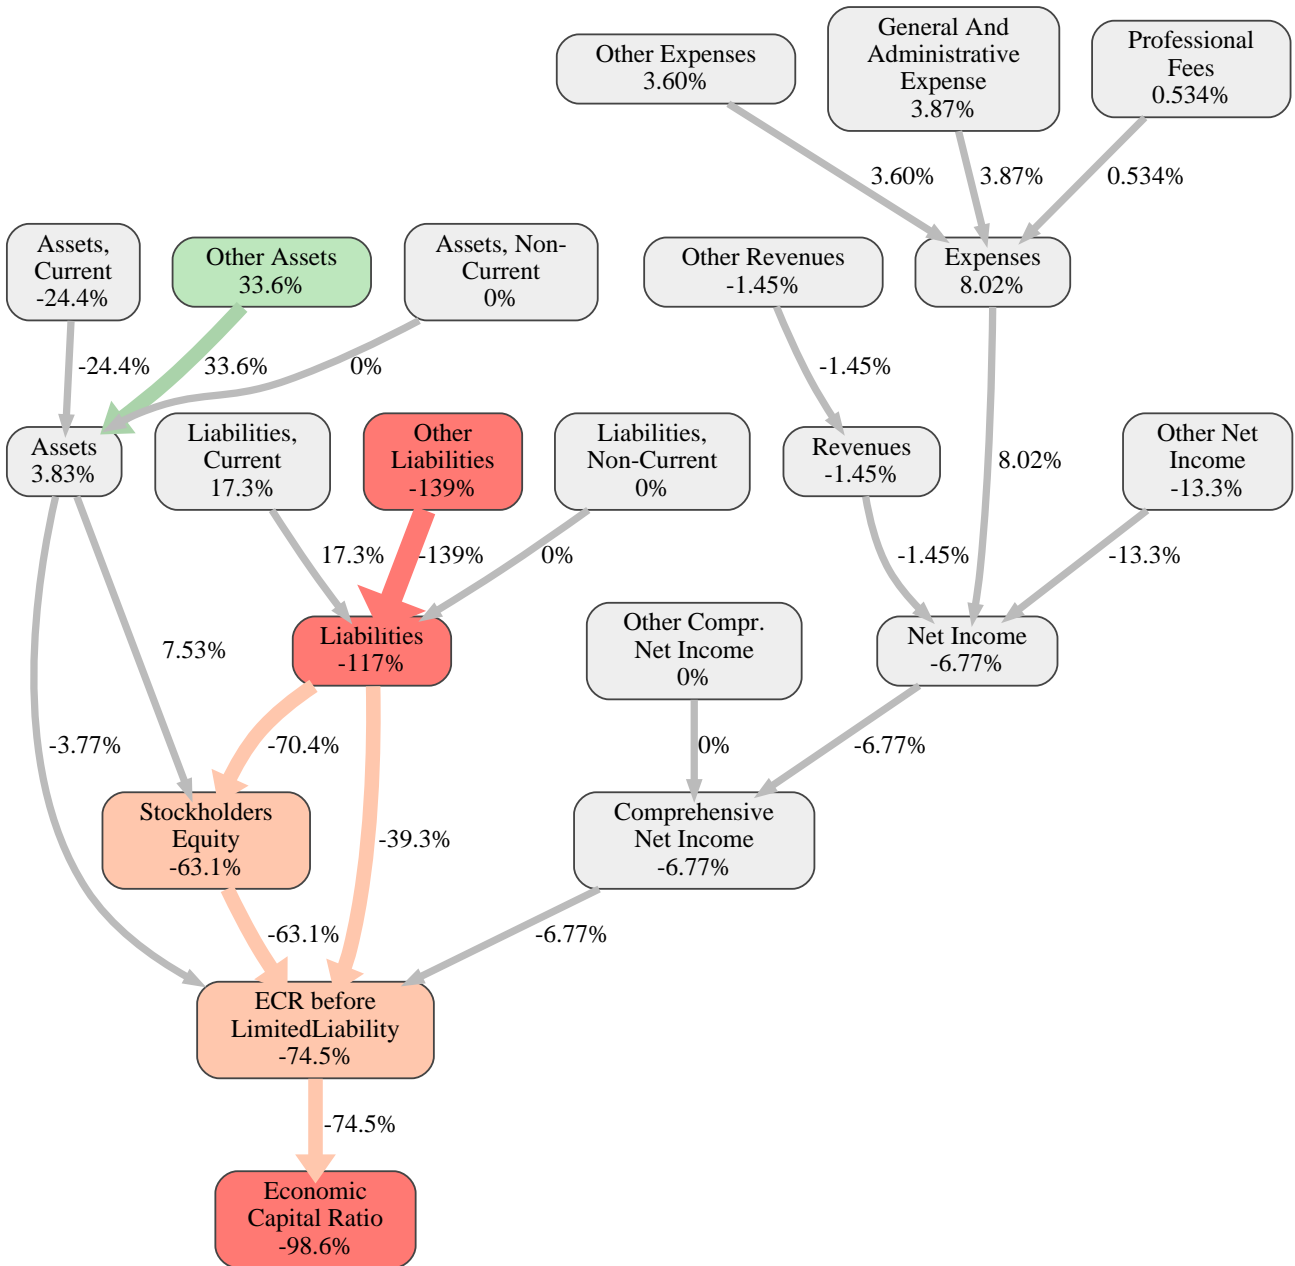 Other Expenses
3.60%
General And
Administrative
Expense
3.87%
Professional
Fees
0.534%
3.60%
3.87%
0.534%
Assets,
Current
-24.4%
Other Assets
33.6%
Assets, Non-
Current
0%
Other Revenues
-1.45%
Expenses
8.02%
-24.4%
33.6%
0%
-1.45%
8.02%
Assets
3.83%
Liabilities,
Current
17.3%
Other
Liabilities
-139%
Liabilities,
Non-Current
0%
Revenues
-1.45%
Other Net
Income
-13.3%
17.3%
-139%
0%
-1.45%
-13.3%
7.53%
Liabilities
-117%
Other Compr.
Net Income
0%
Net Income
-6.77%
-3.77%
-70.4%
0%
-6.77%
Stockholders
Equity
-63.1%
-39.3%
Comprehensive
Net Income
-6.77%
-63.1%
-6.77%
ECR before
LimitedLiability
-74.5%
-74.5%
Economic
Capital Ratio
-98.6%